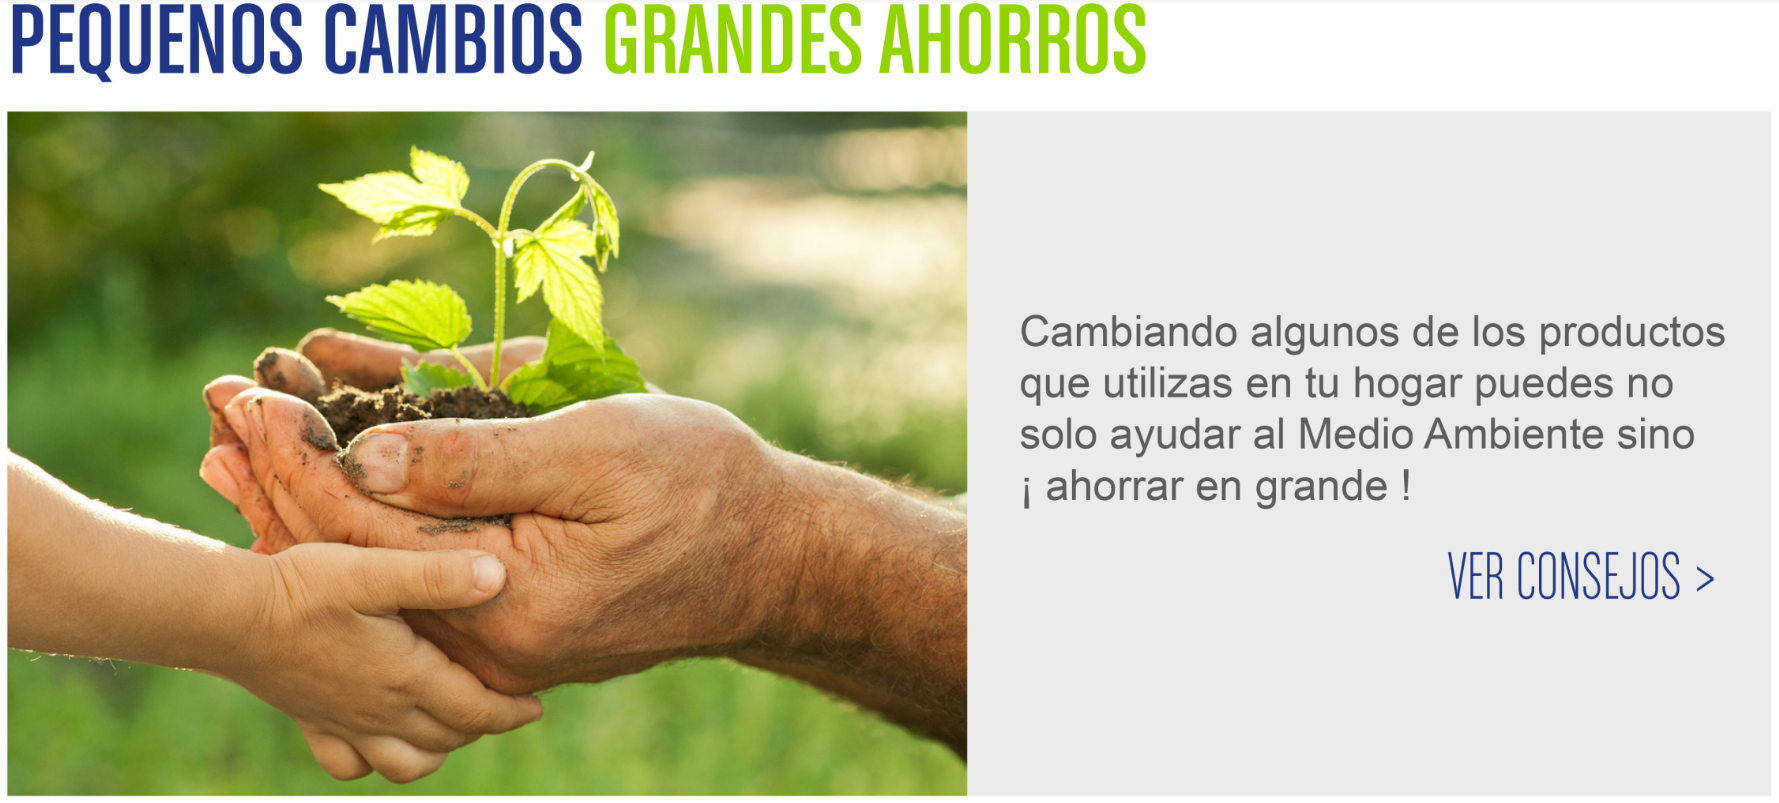 PEQUENOS CAMBIOS GRANDES AHORROS
Cambiando algunos de los productos
que utilizas en tu hogar puedes no
solo ayudar al Medio Ambiente sino
¡ ahorrar en grande !
VER CONSEJOS >